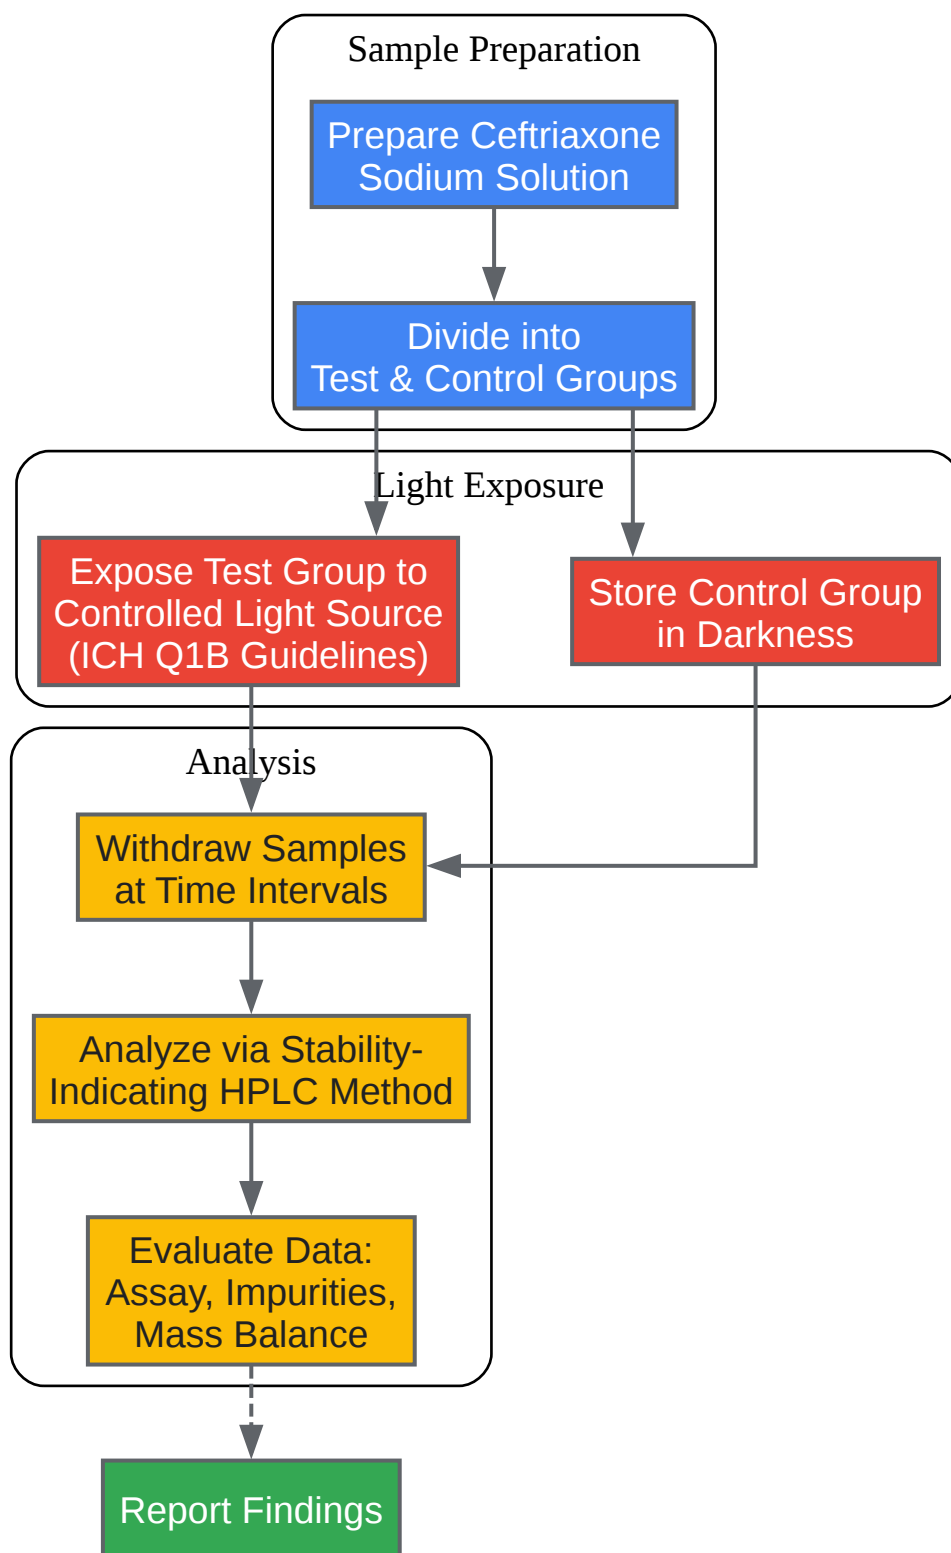 Sample Preparation
Prepare Ceftriaxone
Sodium Solution
Divide into
Test & Control Groups
Light Exposure
Expose Test Group to
Controlled Light Source
(ICH Q1B Guidelines)
Store Control Group
in Darkness
Analysis
Withdraw Samples
at Time Intervals
Analyze via Stability-
Indicating HPLC Method
Evaluate Data:
Assay, Impurities,
Mass Balance
Report Findings